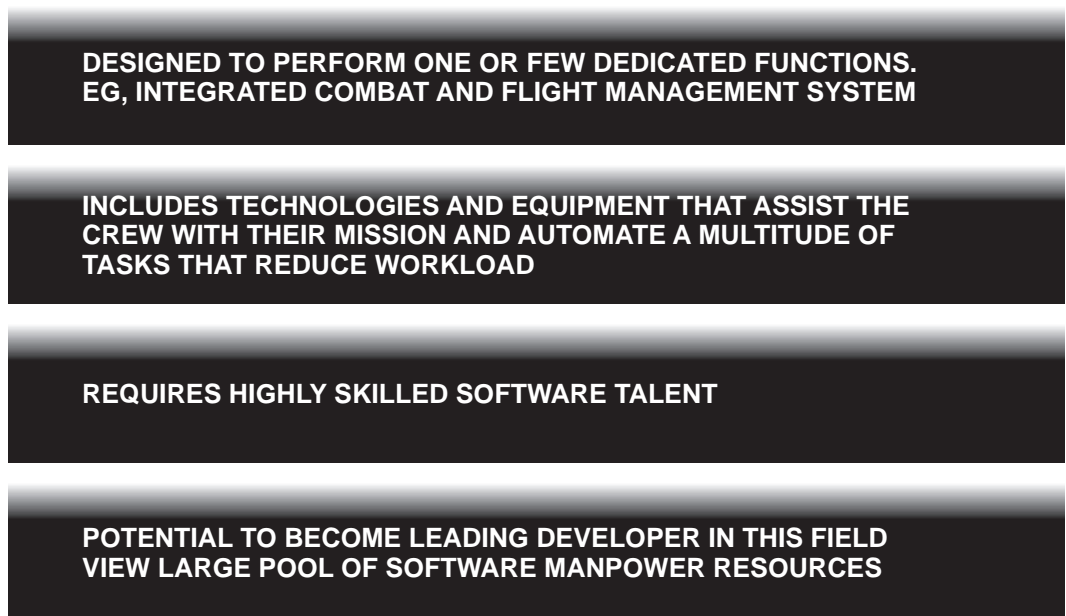 DESIGNED TO PERFORM ONE OR FEW DEDICATED FUNCTIONS.
EG, INTEGRATED COMBAT AND FLIGHT MANAGEMENT SYSTEM
INCLUDES TECHNOLOGIES AND EQUIPMENT THAT ASSIST THE
CREW WITH THEIR MISSION AND AUTOMATE A MULTITUDE OF
TASKS THAT REDUCE WORKLOAD
REQUIRES HIGHLY SKILLED SOFTWARE TALENT
POTENTIAL TO BECOME LEADING DEVELOPER IN THIS FIELD
VIEW LARGE POOL OF SOFTWARE MANPOWER RESOURCES